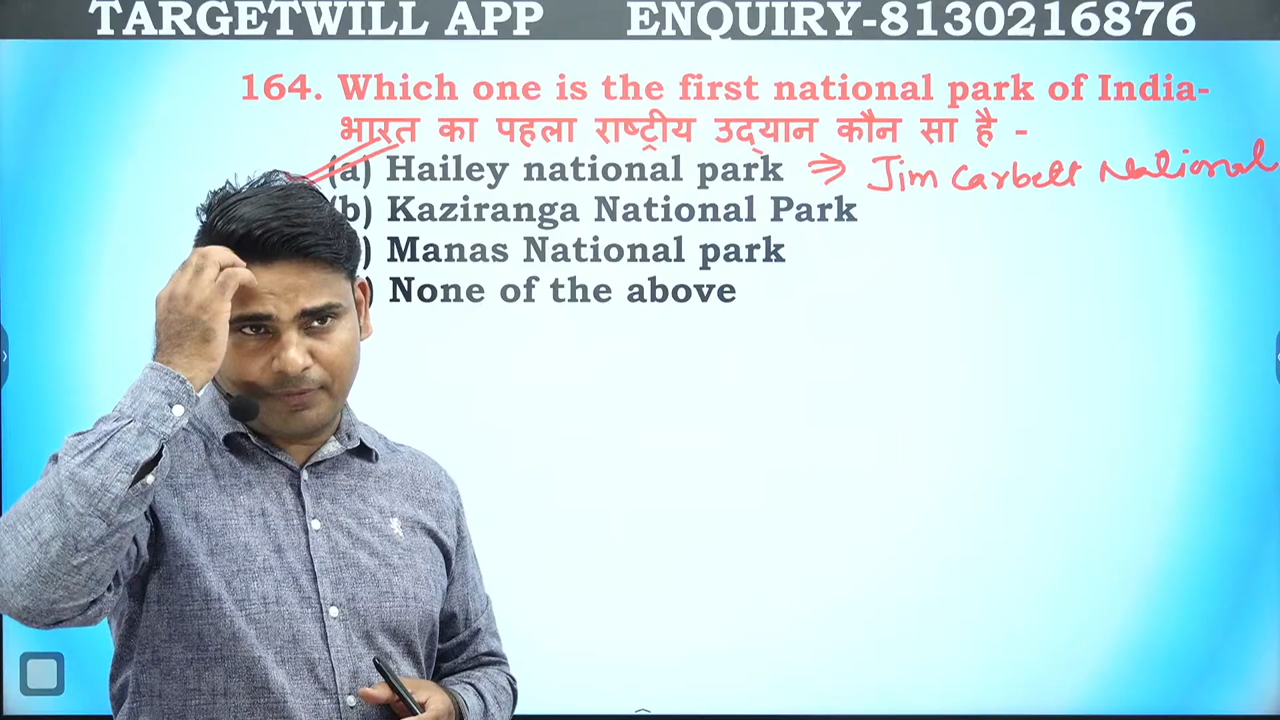 TARGETWILL APP ENQUIRY-8130216876
164. Which one is the first national park of India-
भारत का पहला राष्ट्रीय उद्यान कौन सा है -
(a) Hailey national park ⇒ Jim Carbett National
(b) Kaziranga National Park
) Manas National park
) None of the above